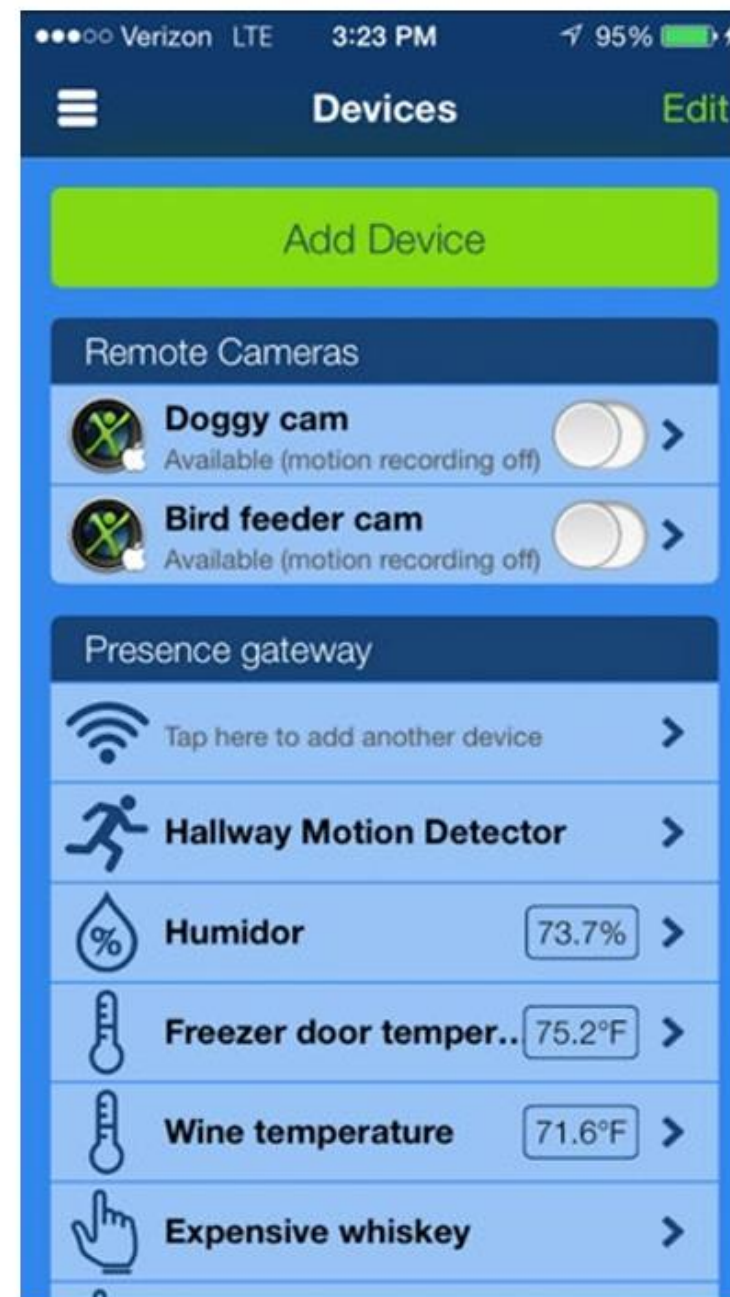 Verizon LTE 3:23 PM 95%
Devices Edit
Add Device
Remote Cameras
Doggy cam
Available (motion recording off)
Bird feeder cam
Available (motion recording off)
Presence gateway
Tap here to add another device
Hallway Motion Detector
% Humidor 73.7%
Freezer door temper.. 75.2°F
Wine temperature 71.6°F
Expensive whiskey